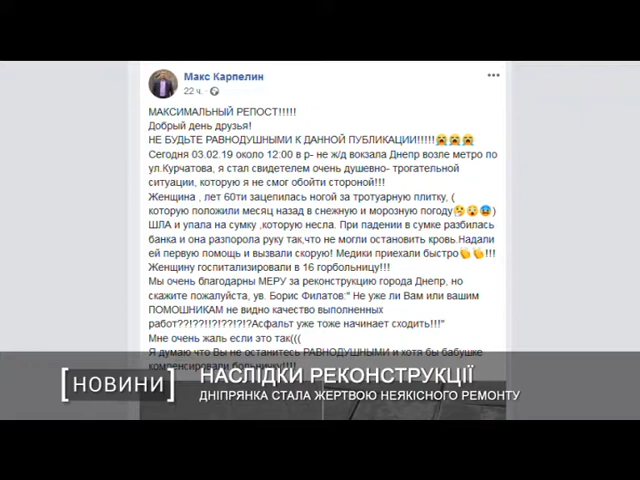 Макс Карпелин
22 ч. ·
МАКСИМАЛЬНЫЙ РЕПОСТ!!!!!
Добрый день друзья!
НЕ БУДЬТЕ РАВНОДУШНЫМИ К ДАННОЙ ПУБЛИКАЦИИ!!!!!😭😭😭
Сегодня 03.02.19 около 12:00 в р- не ж/д вокзала Днепр возле метро по
ул.Курчатова, я стал свидетелем очень душевно- трогательной
ситуации, которую я не смог обойти стороной!!!
Женщина , лет 60ти зацепилась ногой за тротуарную плитку, (
которую положили месяц назад в снежную и морозную погоду🤔😵🥶)
ШЛА и упала на сумку ,которую несла. При падении в сумке разбилась
банка и она распорола руку так,что не могли остановить кровь.Надали
ей первую помощь и вызвали скорую! Медики приехали быстро👏👏!!!
Женщину госпитализировали в 16 горбольницу!!!
Мы очень благодарны МЕРУ за реконструкцию города Днепр, но
скажите пожалуйста, ув. Борис Филатов:" Не уже ли Вам или вашим
ПОМОШНИКАМ не видно качество выполненных
работ??!??!!?!??!?!?Асфальт уже тоже начинает сходить!!!"
Мне очень жаль если это так(((
Я думаю что Вы не останитесь РАВНОДУШНЫМИ и хотя бы бабушке
компенсировали больницу!!!!
[НОВИНИ]
НАСЛІДКИ РЕКОНСТРУКЦІЇ
ДНІПРЯНКА СТАЛА ЖЕРТВОЮ НЕЯКІСНОГО РЕМОНТУ